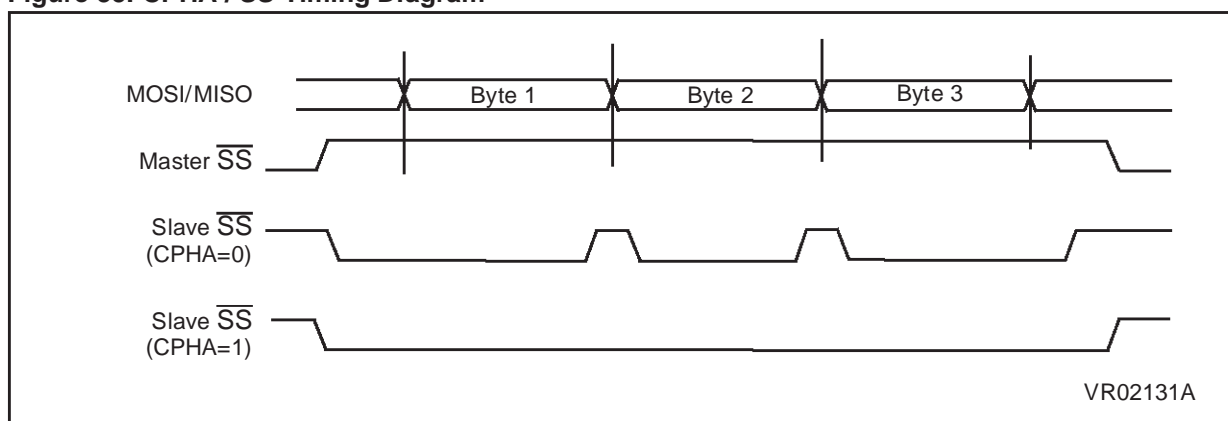 MOSI/MISO
Byte 1
Byte 2
Byte 3
Master SS
Slave SS
(CPHA=0)
Slave SS
(CPHA=1)
VR02131A